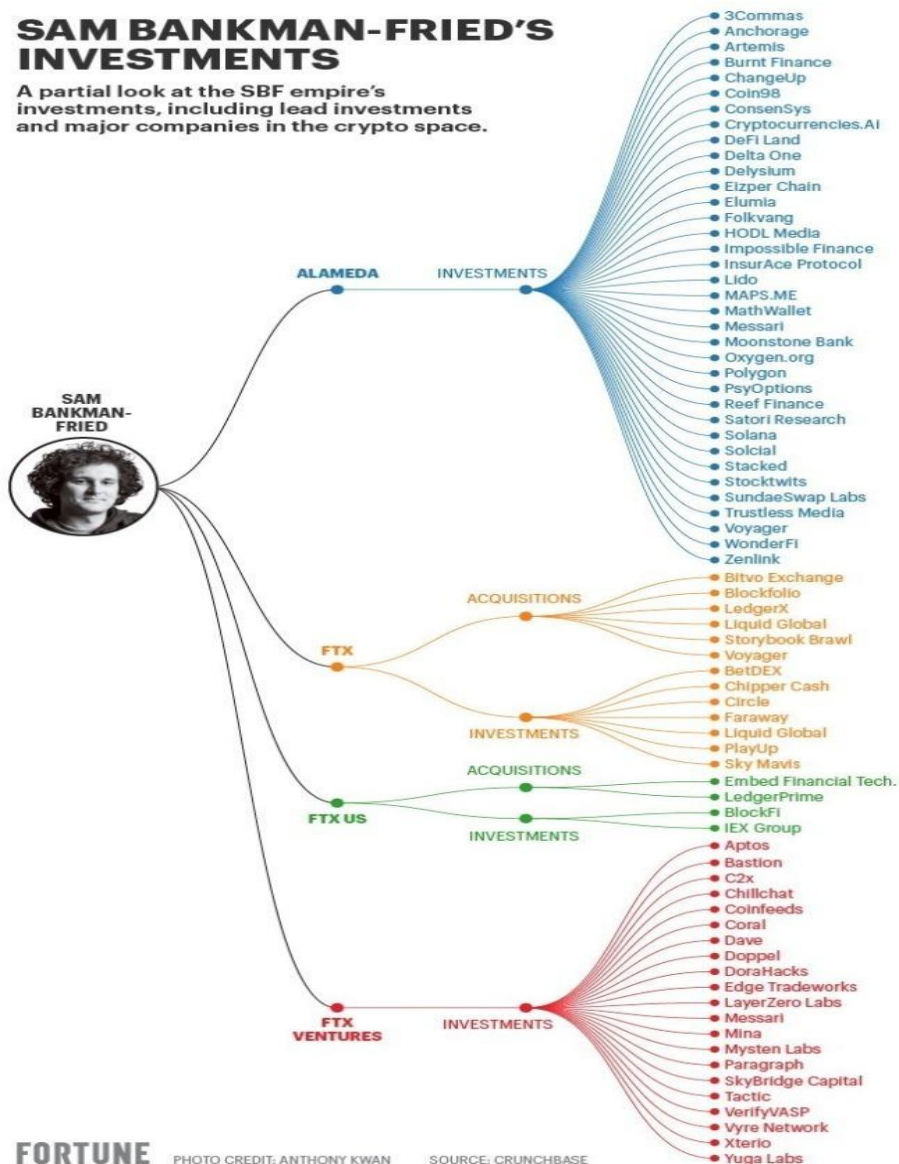 SAM BANKMAN-FRIED'S
INVESTMENTS
A partial look at the SBF empire's
investments, including lead investments
and major companies in the crypto space.
SAM
BANKMAN-
FRIED
ALAMEDA
INVESTMENTS
3Commas
Anchorage
Artemis
Burnt Finance
ChangeUp
Coin98
ConsenSys
Cryptocurrencies.Ai
DeFi Land
Delta One
Delysium
Eizper Chain
Elumia
Folkvang
HODL Media
Impossible Finance
InsurAce Protocol
Lido
MAPS.ME
MathWallet
Messari
Moonstone Bank
Oxygen.org
Polygon
PsyOptions
Reef Finance
Satori Research
Solana
Solcial
Stacked
Stocktwits
SundaeSwap Labs
Trustless Media
Voyager
WonderFi
Zenlink
FTX
ACQUISITIONS
Bitvo Exchange
Blockfolio
LedgerX
Liquid Global
Storybook Brawl
Voyager
INVESTMENTS
BetDEX
Chipper Cash
Circle
Faraway
Liquid Global
PlayUp
Sky Mavis
FTX US
ACQUISITIONS
Embed Financial Tech.
LedgerPrime
INVESTMENTS
BlockFi
IEX Group
FTX
VENTURES
INVESTMENTS
Aptos
Bastion
C2x
Chillchat
Coinfeeds
Coral
Dave
Doppel
DoraHacks
Edge Tradeworks
LayerZero Labs
Messari
Mina
Mysten Labs
Paragraph
SkyBridge Capital
Tactic
VerifyVASP
Vyre Network
Xterio
Yuga Labs
FORTUNE PHOTO CREDIT: ANTHONY KWAN SOURCE: CRUNCHBASE